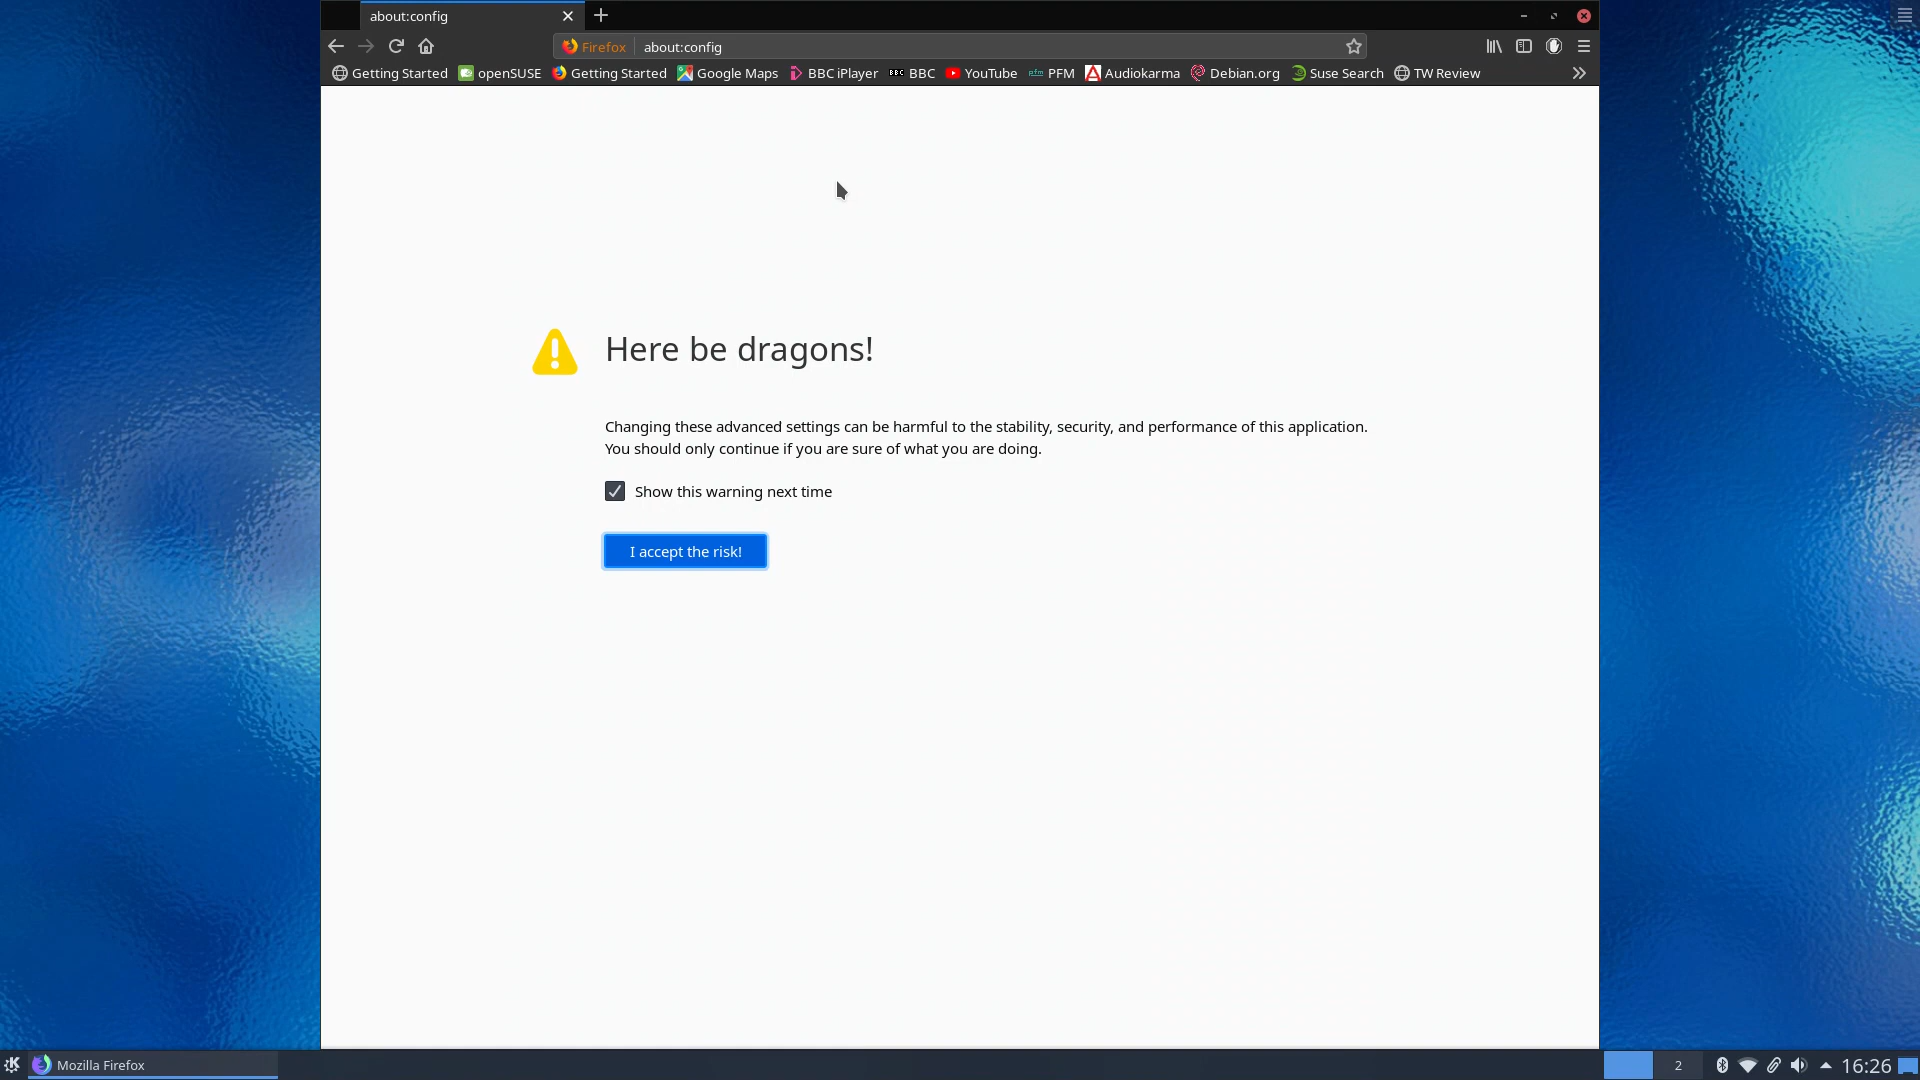 about:config
Firefox about:config
Getting Started openSUSE Getting Started Google Maps BBC iPlayer BBC BBC YouTube pfm PFM Audiokarma Debian.org Suse Search TW Review
Here be dragons!
Changing these advanced settings can be harmful to the stability, security, and performance of this application.
You should only continue if you are sure of what you are doing.
Show this warning next time
I accept the risk!
Mozilla Firefox 2 16:26